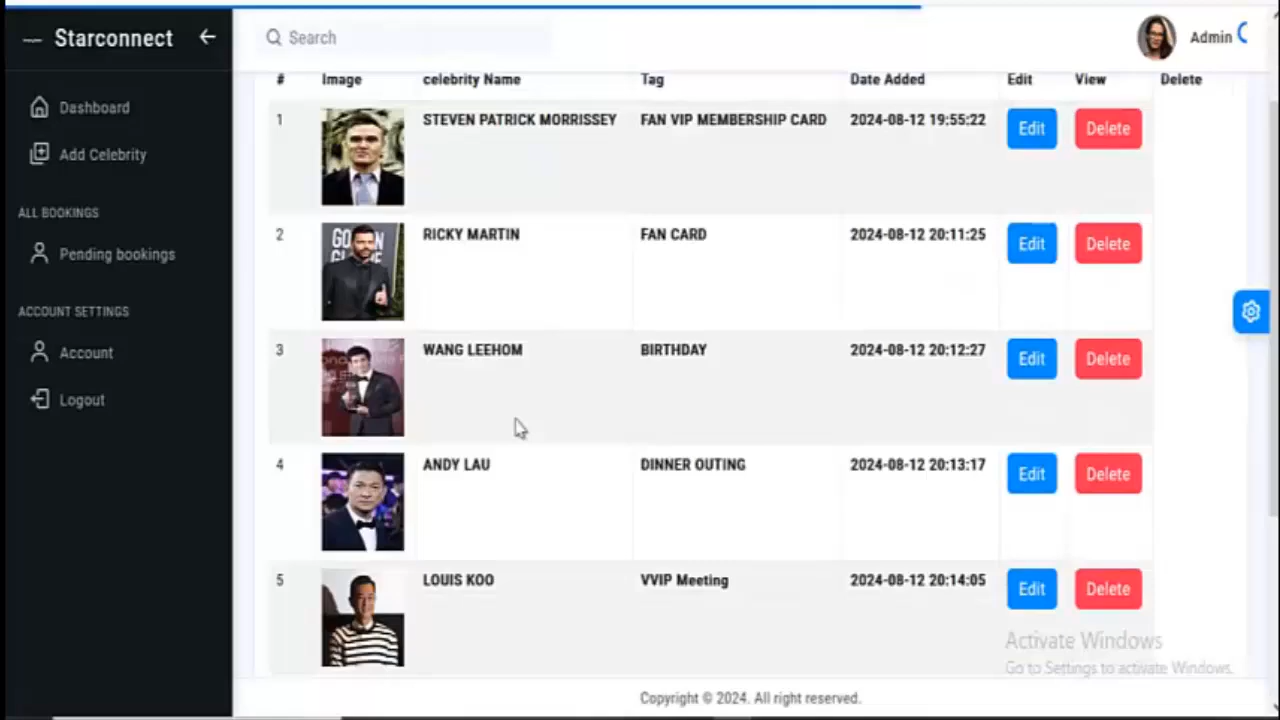 Starconnect
Search
Admin
Dashboard
Add Celebrity
ALL BOOKINGS
Pending bookings
ACCOUNT SETTINGS
Account
Logout
# Image celebrity Name Tag Date Added Edit View Delete
1 STEVEN PATRICK MORRISSEY FAN VIP MEMBERSHIP CARD 2024-08-12 19:55:22 Edit Delete
2 RICKY MARTIN FAN CARD 2024-08-12 20:11:25 Edit Delete
3 WANG LEEHOM BIRTHDAY 2024-08-12 20:12:27 Edit Delete
4 ANDY LAU DINNER OUTING 2024-08-12 20:13:17 Edit Delete
5 LOUIS KOO VVIP Meeting 2024-08-12 20:14:05 Edit Delete
Activate Windows
Go to Settings to activate Windows.
Copyright © 2024. All right reserved.